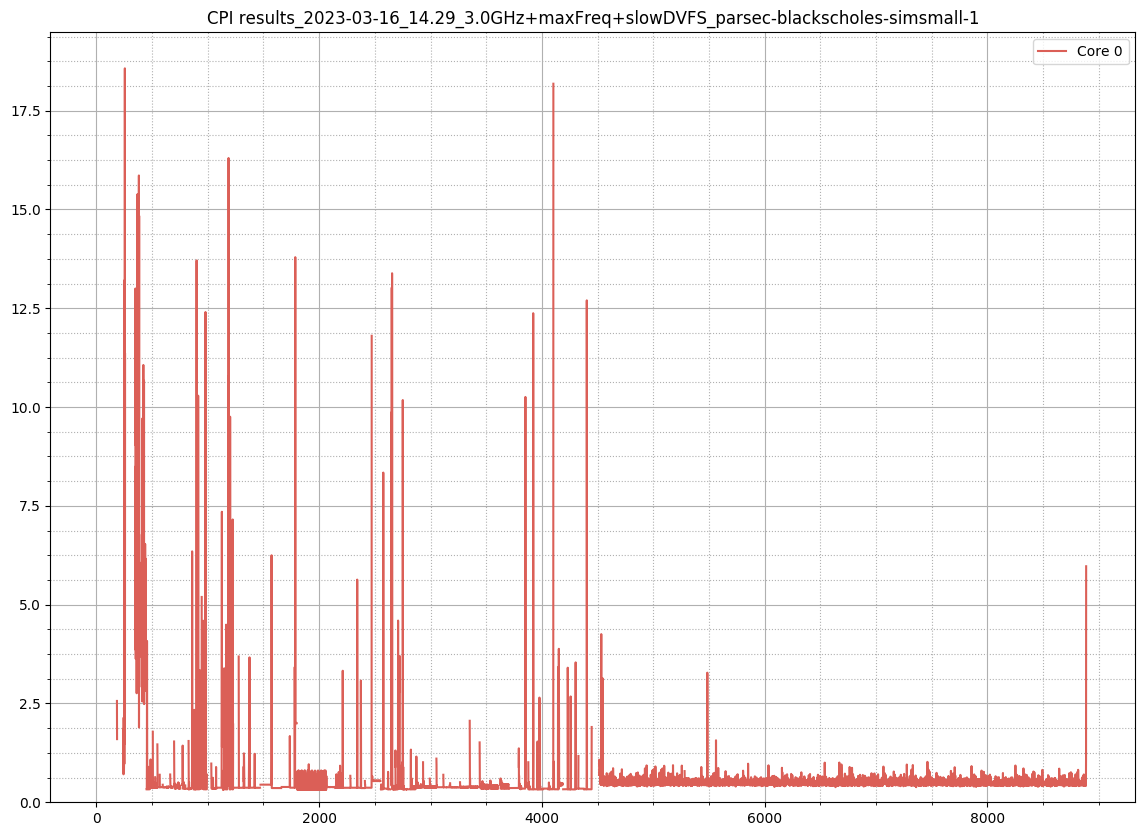 CPI results_2023-03-16_14.29_3.0GHz+maxFreq+slowDVFS_parsec-blackscholes-simsmall-1
Core 0
17.5
15.0
12.5
10.0
7.5
5.0
2.5
0.0
0 2000 4000 6000 8000